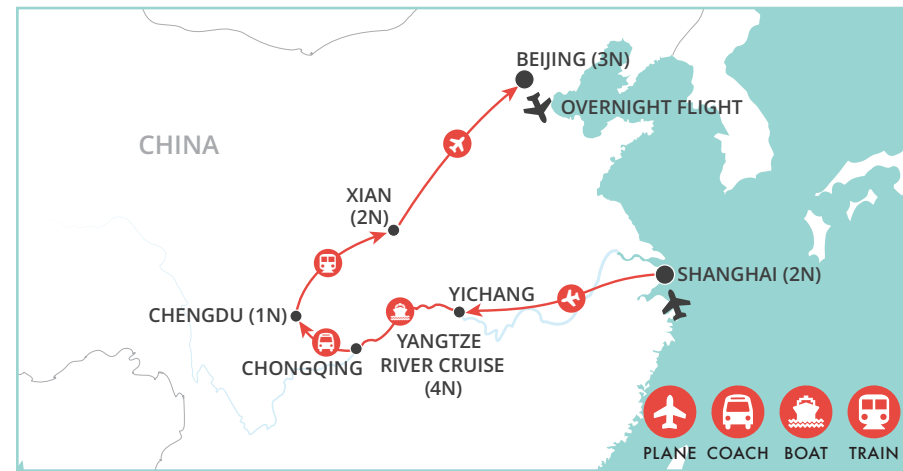 BEIJING (3N)
OVERNIGHT FLIGHT
CHINA
XIAN
(2N)
SHANGHAI (2N)
YICHANG
CHENGDU (1N)
YANGTZE
RIVER CRUISE
(4N)
CHONGQING
PLANE COACH BOAT TRAIN